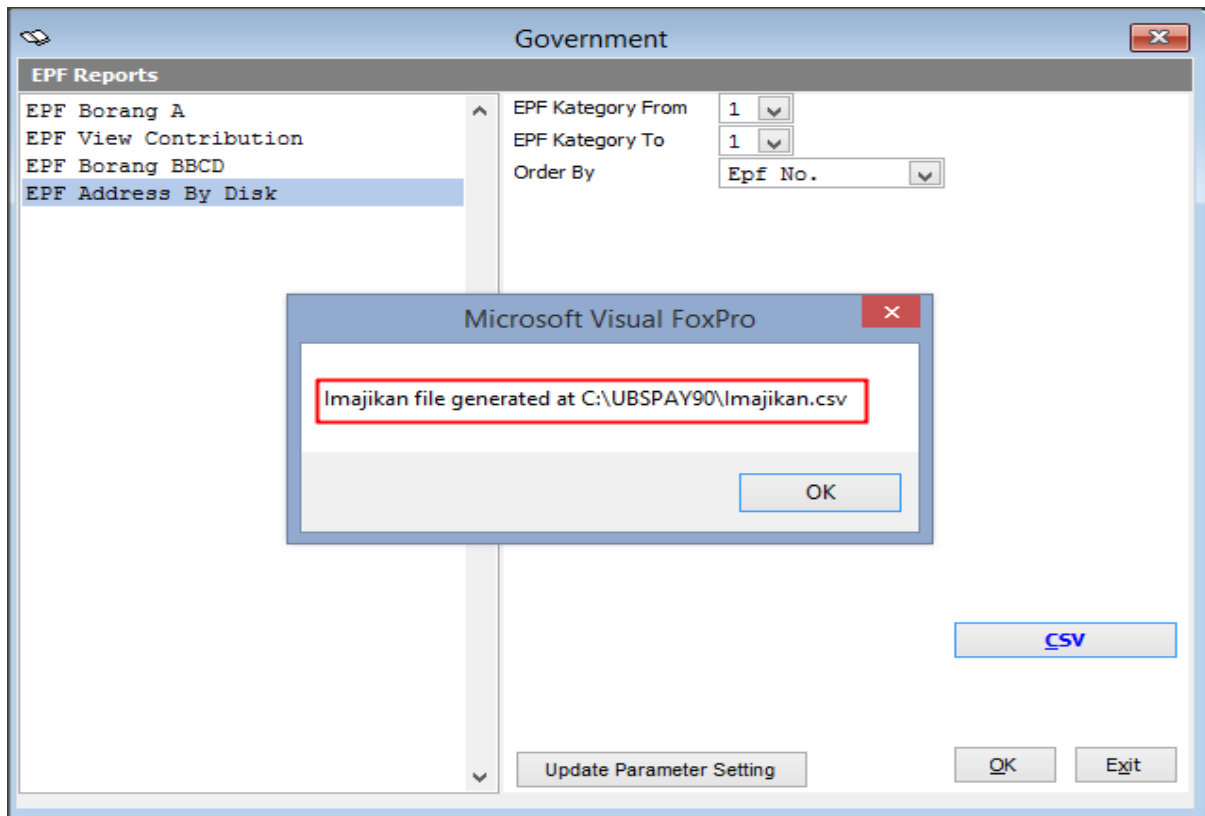 Government
EPF Reports
EPF Borang A
EPF View Contribution
EPF Borang BBCD
EPF Address By Disk
EPF Kategory From 1
EPF Kategory To 1
Order By Epf No.
Microsoft Visual FoxPro
Imajikan file generated at C:\UBSPAY90\Imajikan.csv
OK
CSV
Update Parameter Setting
OK
Exit